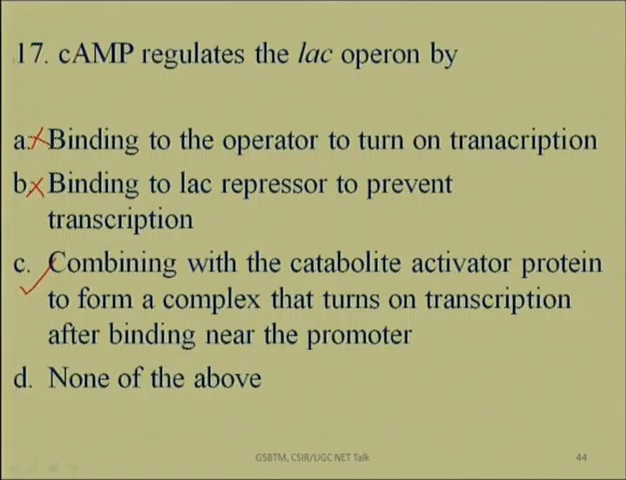 17. cAMP regulates the lac operon by
a. Binding to the operator to turn on tranacription
b. Binding to lac repressor to prevent
transcription
c. Combining with the catabolite activator protein
to form a complex that turns on transcription
after binding near the promoter
d. None of the above
GSBTM, CSIR/UGC NET Talk
44